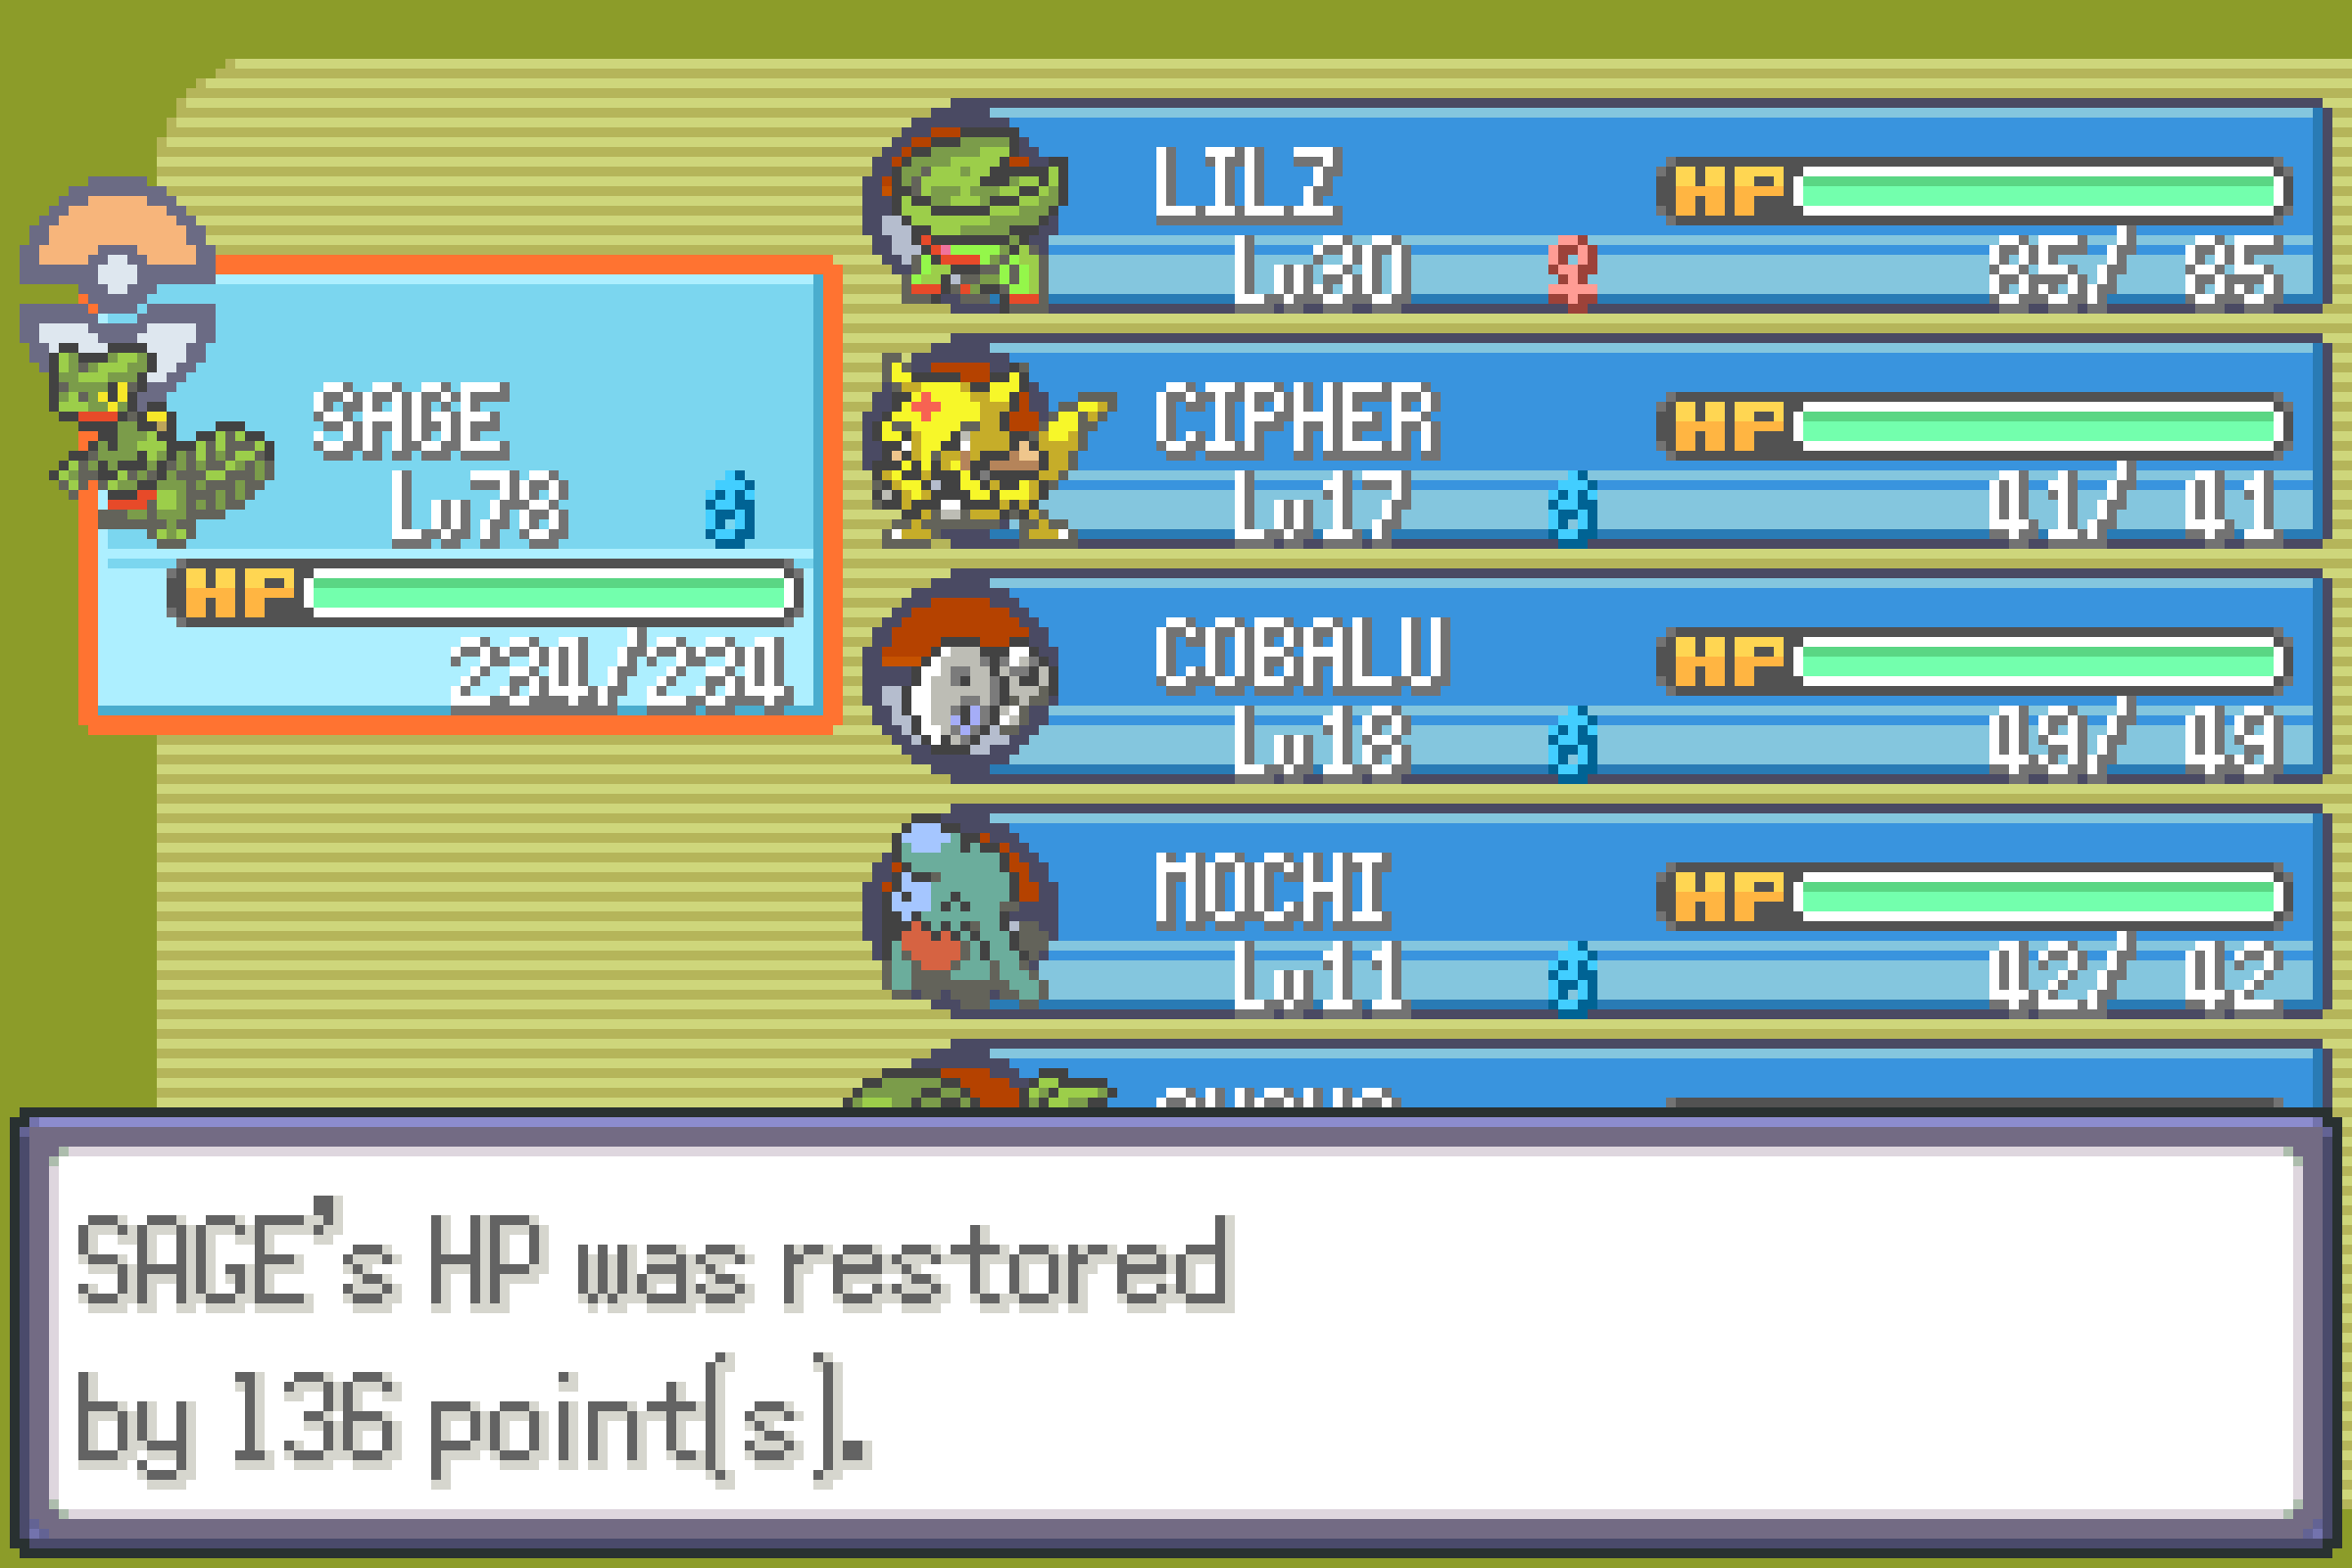 SAGE
Lv78 ♂
HP
234/234
LILZ
HP
Lv30 ♀
85/ 85
CIPHER
HP
Lv17 ♂
41/ 41
COBALU
HP
Lv18 ♂
49/ 49
MOCHI
HP
Lv11 ♂
42/ 42
SAGE's HP was restored
by 136 point(s).